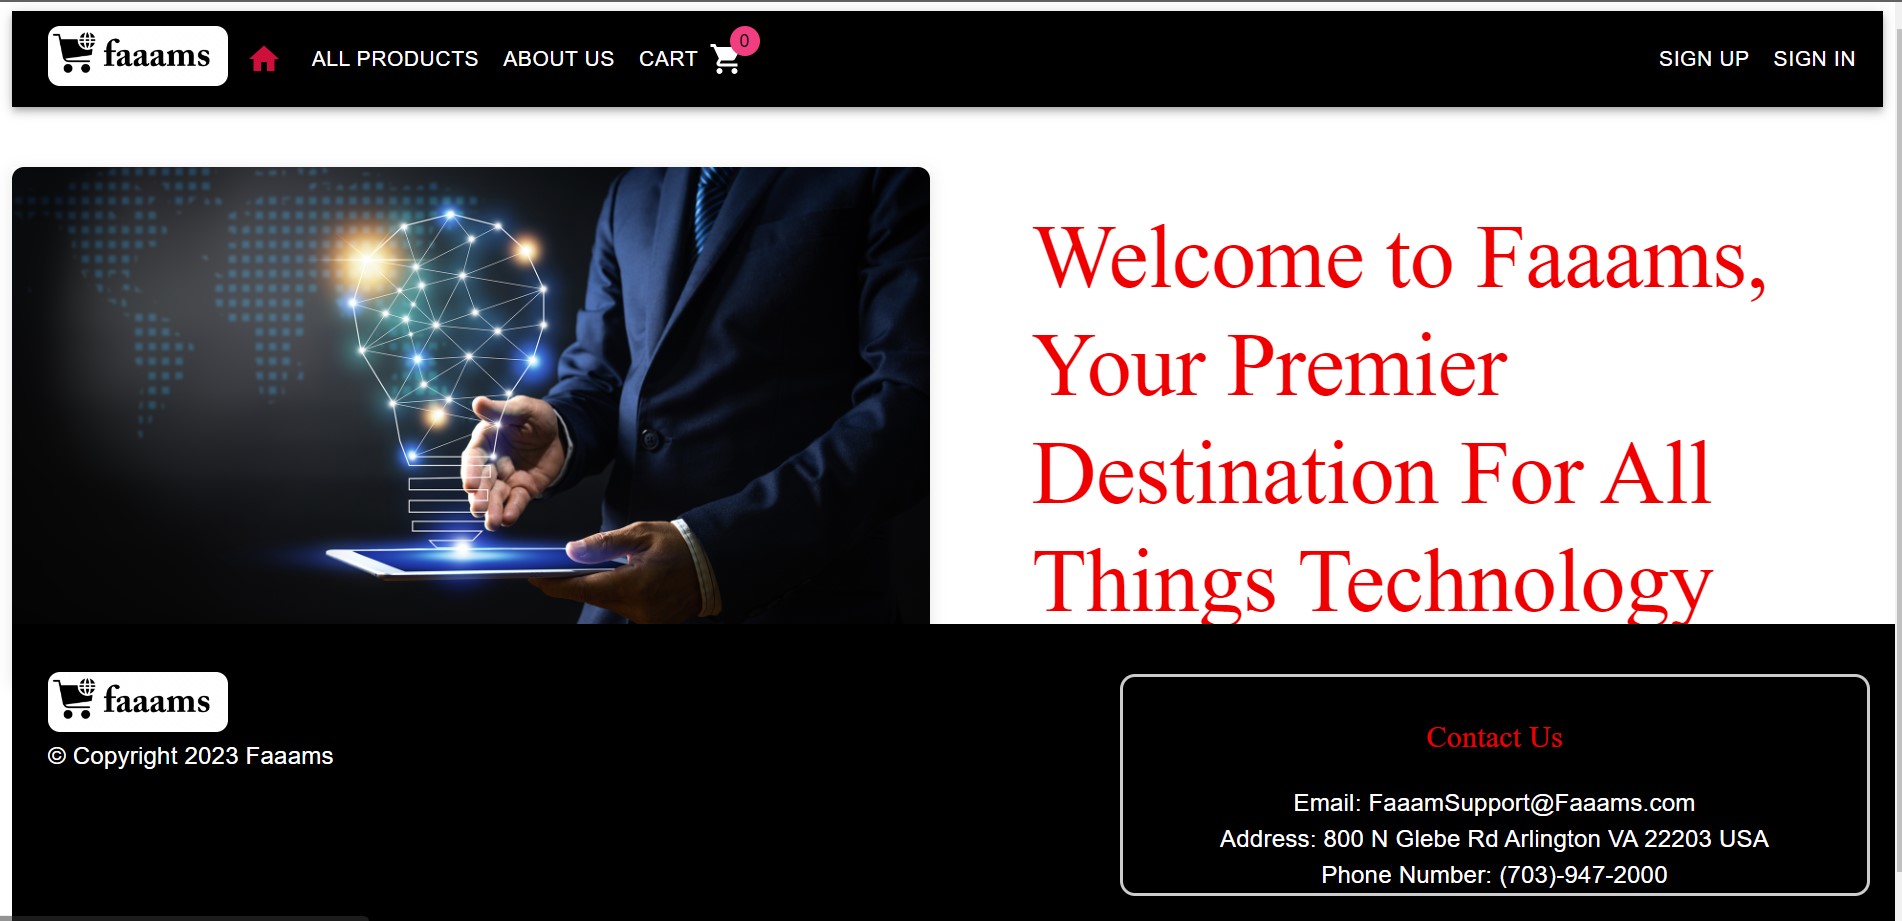 faaams
ALL PRODUCTS ABOUT US CART 0 SIGN UP SIGN IN
Welcome to Faaams,
Your Premier
Destination For All
Things Technology
faaams
© Copyright 2023 Faaams
Contact Us
Email: FaaamSupport@Faaams.com
Address: 800 N Glebe Rd Arlington VA 22203 USA
Phone Number: (703)-947-2000